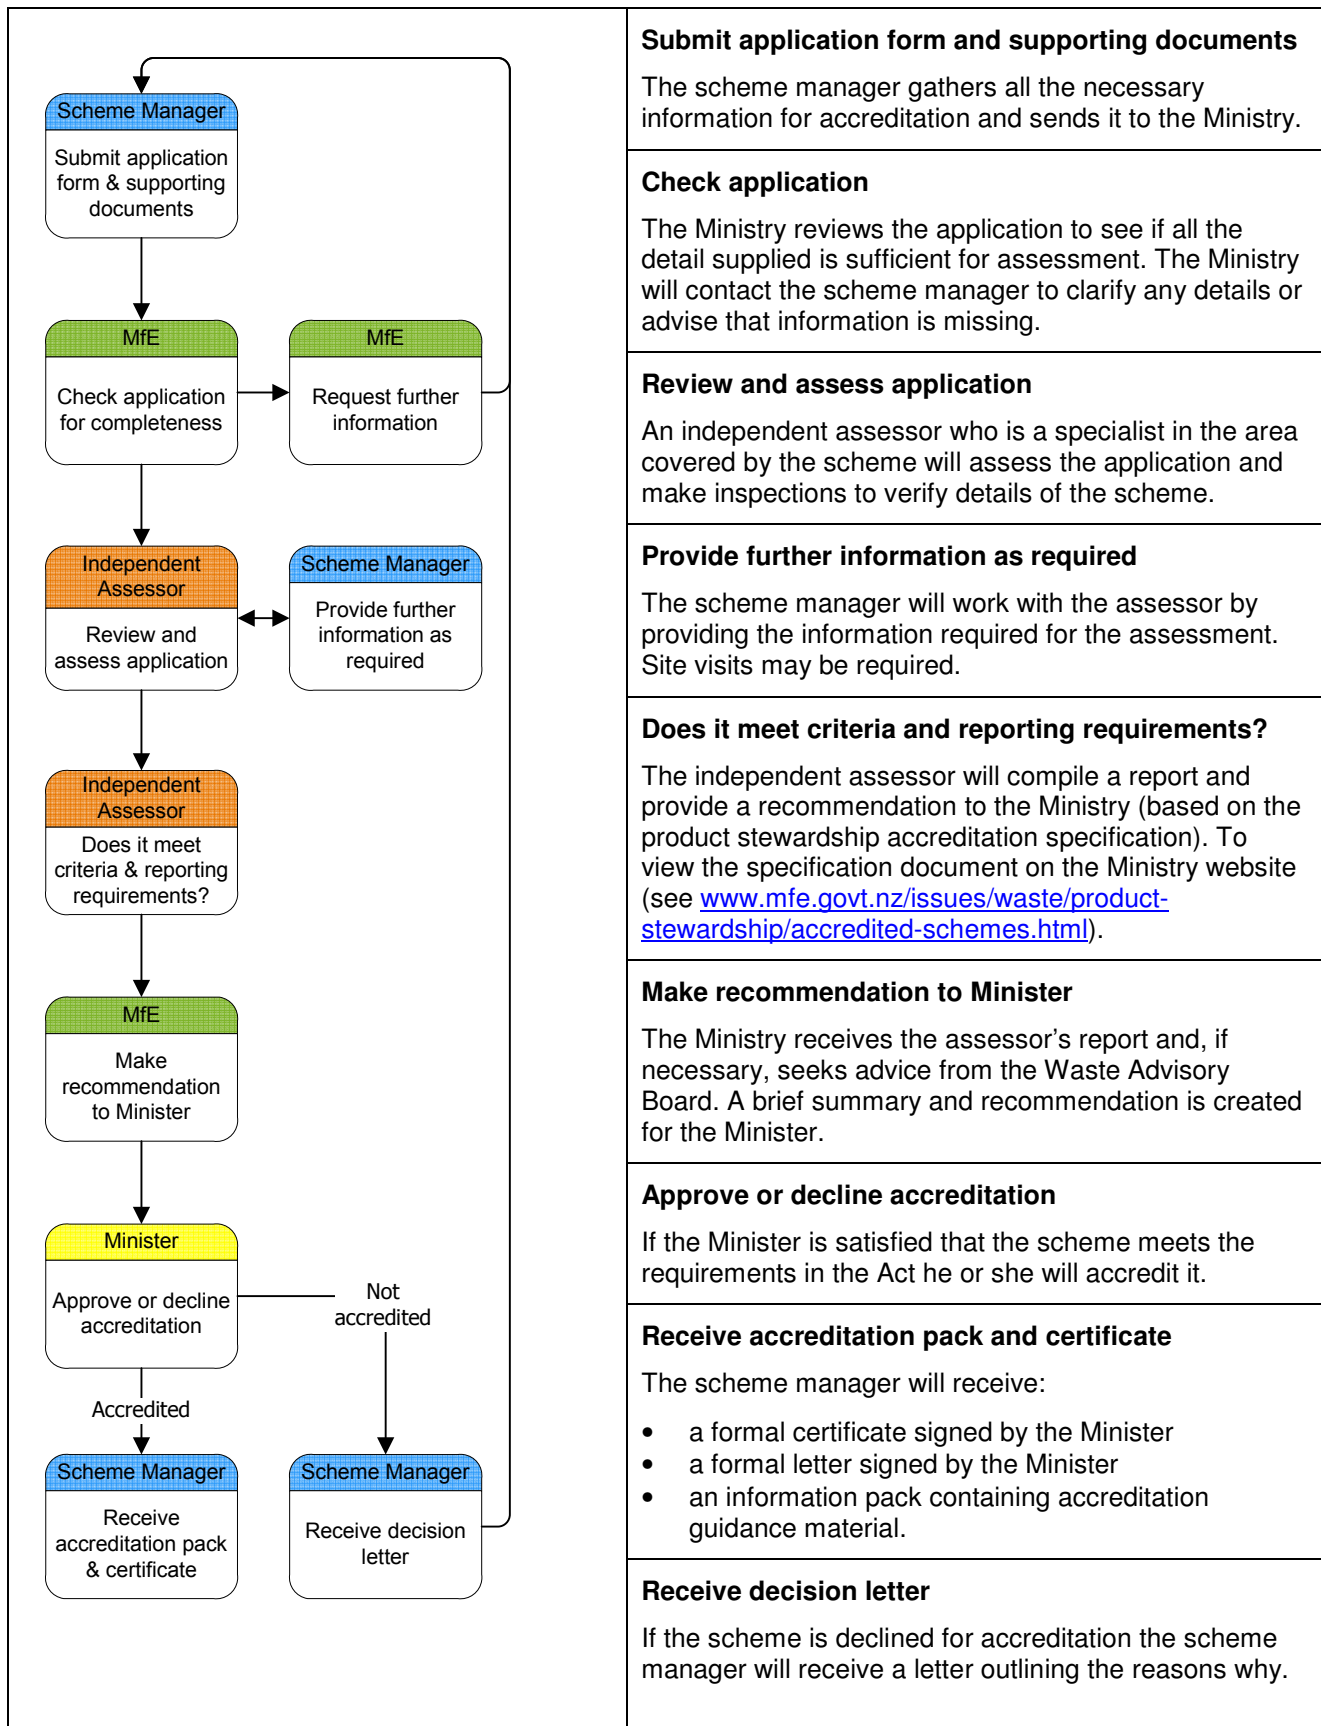 Scheme Manager
Submit application
form & supporting
documents
MfE
Check application
for completeness
MfE
Request further
information
Independent
Assessor
Review and
assess application
Scheme Manager
Provide further
information as
required
Independent
Assessor
Does it meet
criteria & reporting
requirements?
MfE
Make
recommendation
to Minister
Minister
Approve or decline
accreditation
Not
accredited
Accredited
Scheme Manager
Receive
accreditation pack
& certificate
Scheme Manager
Receive decision
letter
Submit application form and supporting documents
The scheme manager gathers all the necessary
information for accreditation and sends it to the Ministry.
Check application
The Ministry reviews the application to see if all the
detail supplied is sufficient for assessment. The Ministry
will contact the scheme manager to clarify any details or
advise that information is missing.
Review and assess application
An independent assessor who is a specialist in the area
covered by the scheme will assess the application and
make inspections to verify details of the scheme.
Provide further information as required
The scheme manager will work with the assessor by
providing the information required for the assessment.
Site visits may be required.
Does it meet criteria and reporting requirements?
The independent assessor will compile a report and
provide a recommendation to the Ministry (based on the
product stewardship accreditation specification). To
view the specification document on the Ministry website
(see www.mfe.govt.nz/issues/waste/product-
stewardship/accredited-schemes.html).
Make recommendation to Minister
The Ministry receives the assessor's report and, if
necessary, seeks advice from the Waste Advisory
Board. A brief summary and recommendation is created
for the Minister.
Approve or decline accreditation
If the Minister is satisfied that the scheme meets the
requirements in the Act he or she will accredit it.
Receive accreditation pack and certificate
The scheme manager will receive:
• a formal certificate signed by the Minister
• a formal letter signed by the Minister
• an information pack containing accreditation
guidance material.
Receive decision letter
If the scheme is declined for accreditation the scheme
manager will receive a letter outlining the reasons why.